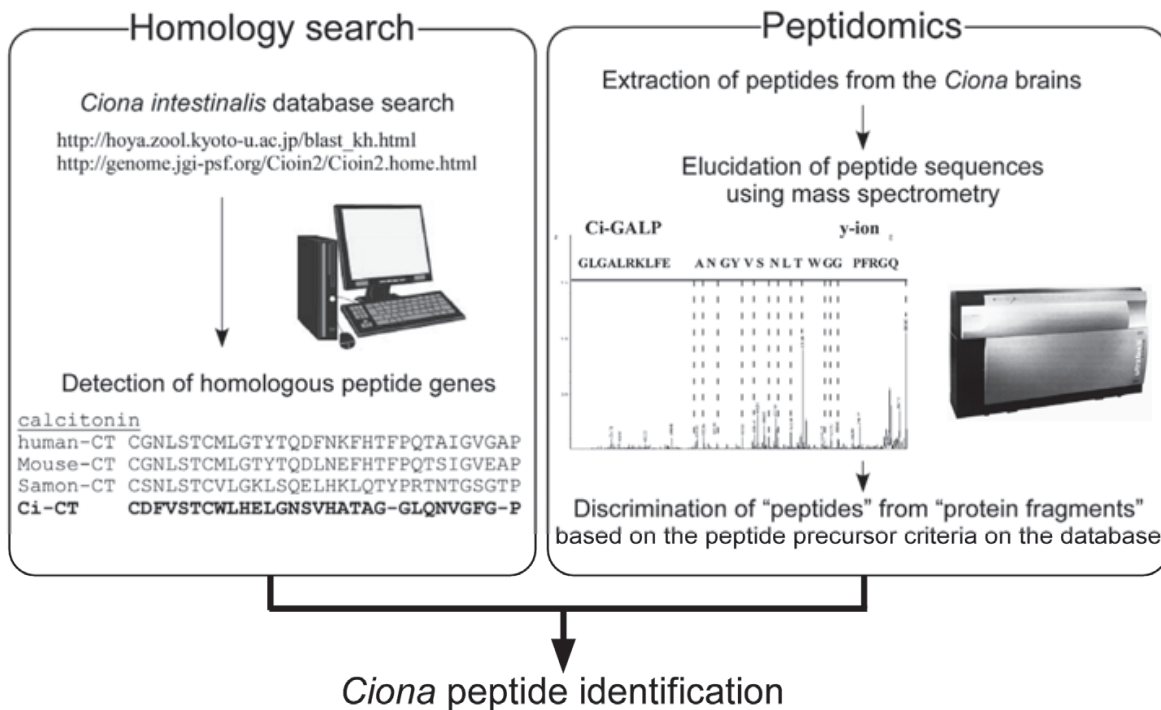 Homology search
Ciona intestinalis database search
http://hoya.zool.kyoto-u.ac.jp/blast_kh.html
http://genome.jgi-psf.org/Cioin2/Cioin2.home.html
Detection of homologous peptide genes
calcitonin
human-CT CGNLSTCMLGTYTQDFNKFHTFPQTAIGVGAP
Mouse-CT CGNLSTCMLGTYTQDLNEFHTFPQTSIGVEAP
Samon-CT CSNLSTCVLGKLSQELHKLQTYPRTNTGSGTP
Ci-CT CDFVSTCWLHELGNSVHATAG-GLQNVGFG-P
Peptidomics
Extraction of peptides from the Ciona brains
Elucidation of peptide sequences
using mass spectrometry
Ci-GALP y-ion
GLGALRKLFE A N GY V S N L T W GG PFRGQ
Discrimination of “peptides” from “protein fragments”
based on the peptide precursor criteria on the database
Ciona peptide identification